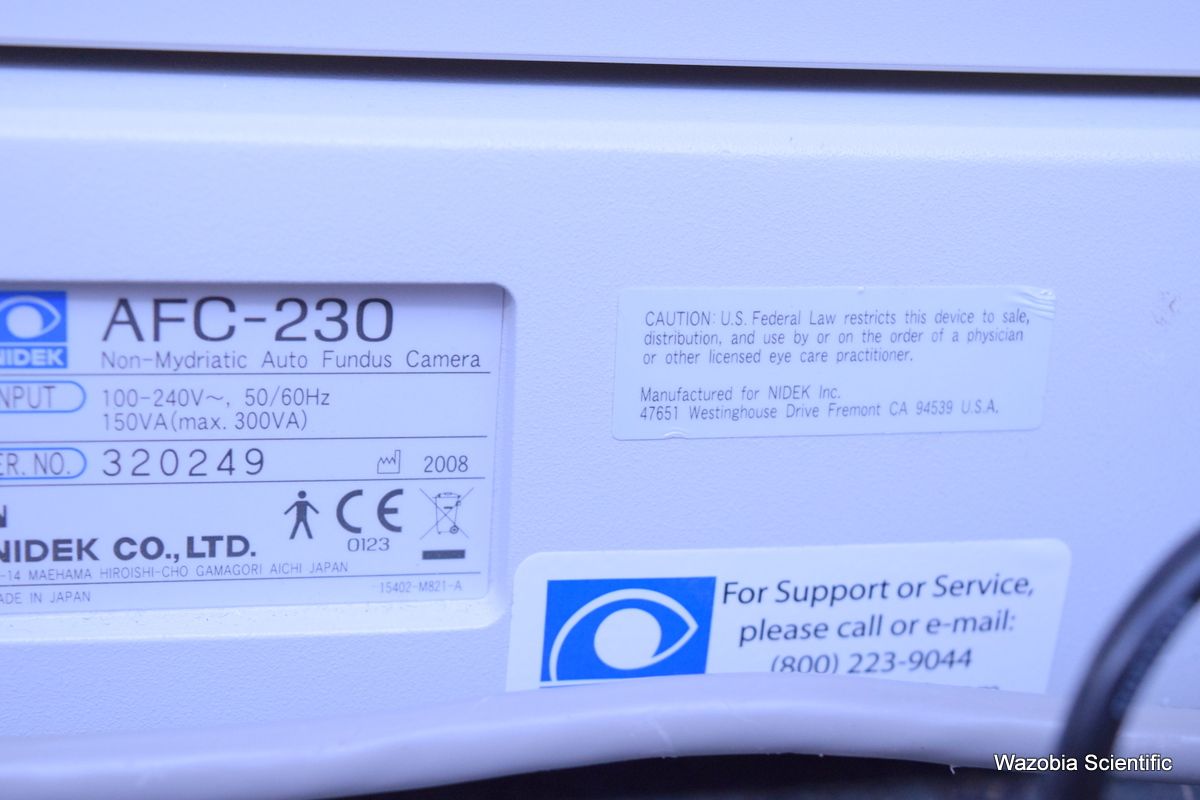 NIDEK
AFC-230
Non-Mydriatic Auto Fundus Camera
100-240V~, 50/60Hz
150VA(max. 300VA)
320249
2008
CE
0123
NIDEK CO.,LTD.
-14 MAEHAMA HIROISHI-CHO GAMAGORI AICHI JAPAN
IN JAPAN
15402-M821-A
CAUTION: U.S. Federal Law restricts this device to sale,
distribution, and use by or on the order of a physician
or other licensed eye care practitioner.
Manufactured for NIDEK Inc.
47651 Westinghouse Drive Fremont CA 94539 U.S.A.
For Support or Service,
please call or e-mail:
(800) 223-9044
Wazobia Scientific